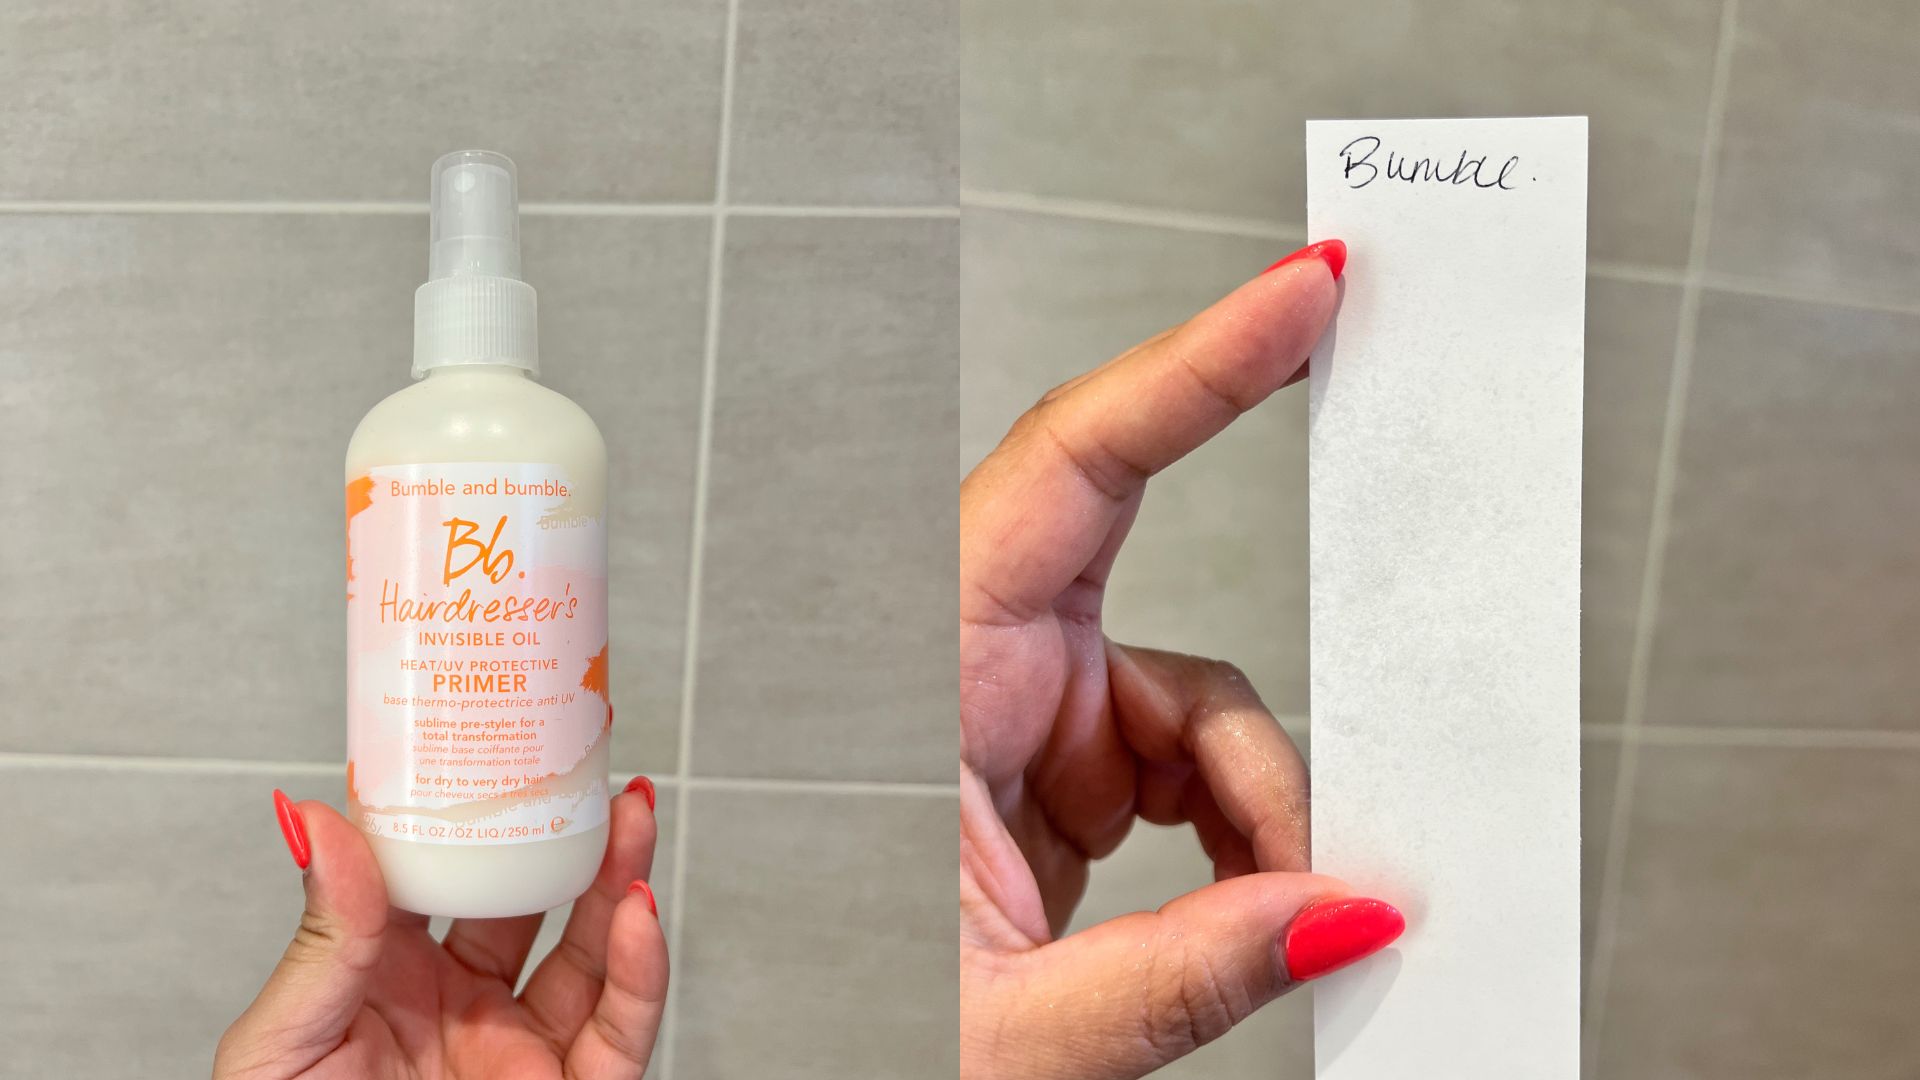 Bumble and bumble.
Bumble
Bb.
Hairdresser's
INVISIBLE OIL
HEAT/UV PROTECTIVE
PRIMER
base thermo-protectrice anti UV
sublime pre-styler for a
total transformation
sublime base coiffante pour
une transformation totale
for dry to very dry hair
pour cheveux secs à très secs
8.5 FL OZ/OZ LIQ/250 ml ℮
Bumble.